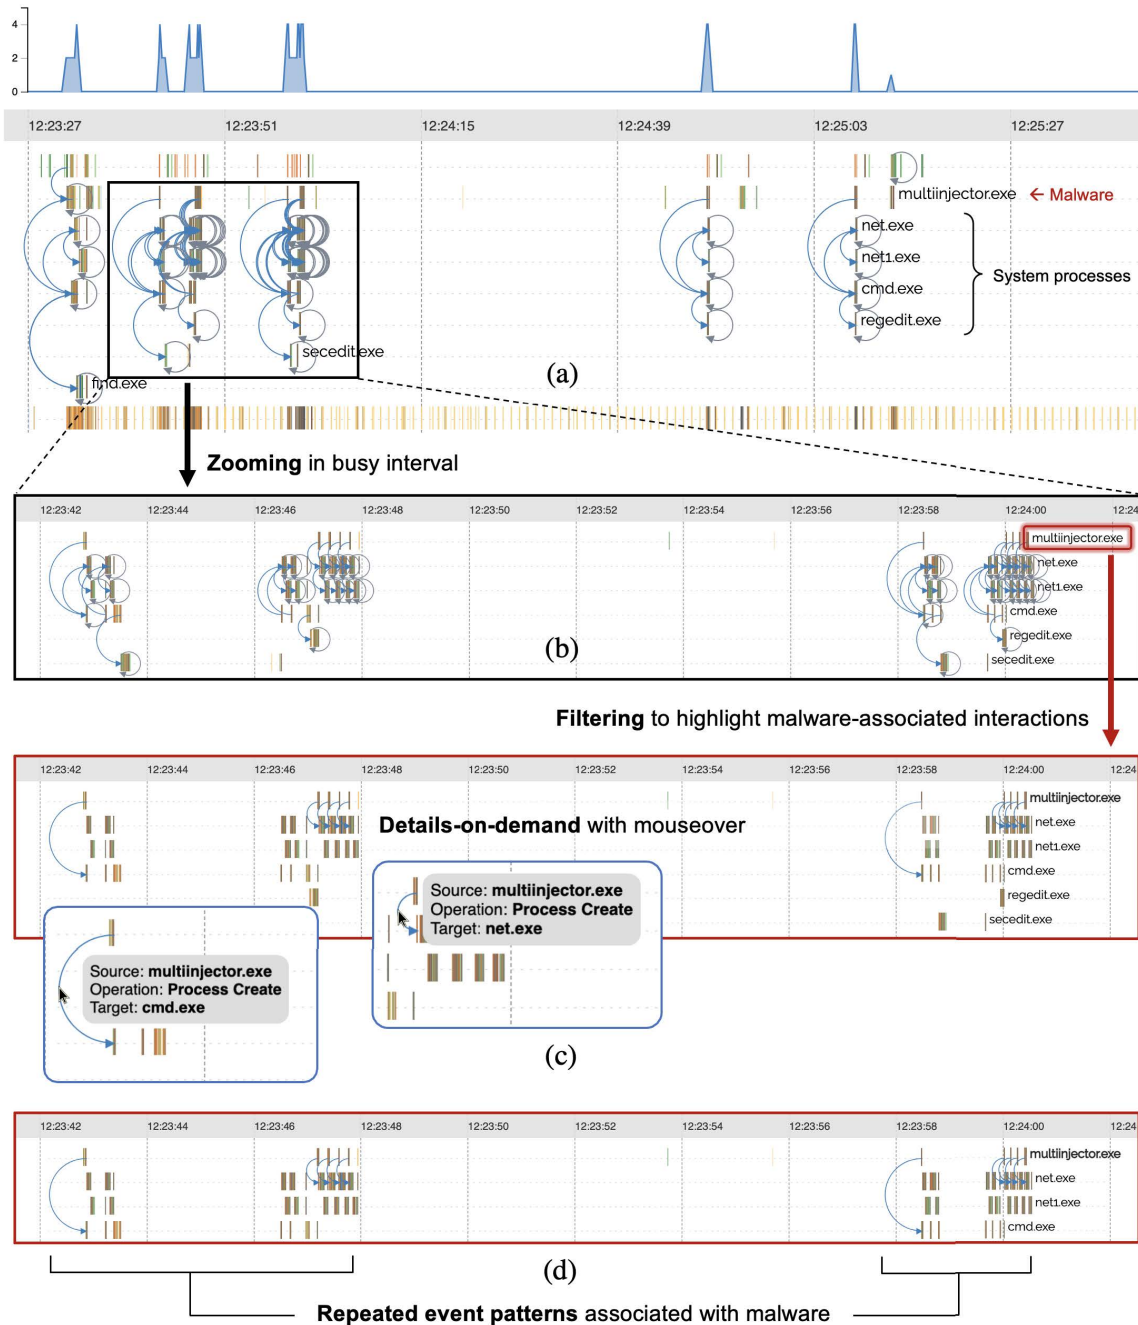 4
2
0
12:23:27 12:23:51 12:24:15 12:24:39 12:25:03 12:25:27
multiinjector.exe ← Malware
net.exe
net1.exe
System processes
cmd.exe
regedit.exe
secedit.exe
(a)
find.exe
Zooming in busy interval
12:23:42 12:23:44 12:23:46 12:23:48 12:23:50 12:23:52 12:23:54 12:23:56 12:23:58 12:24:00 12:24
multiinjector.exe
net.exe
net1.exe
cmd.exe
regedit.exe
(b)
secedit.exe
Filtering to highlight malware-associated interactions
12:23:42 12:23:44 12:23:46 12:23:48 12:23:50 12:23:52 12:23:54 12:23:56 12:23:58 12:24:00 12:24
multiinjector.exe
Details-on-demand with mouseover
net.exe
net1.exe
cmd.exe
regedit.exe
secedit.exe
Source: multiinjector.exe
Operation: Process Create
Target: net.exe
Source: multiinjector.exe
Operation: Process Create
Target: cmd.exe
(c)
12:23:42 12:23:44 12:23:46 12:23:48 12:23:50 12:23:52 12:23:54 12:23:56 12:23:58 12:24:00 12:24
multiinjector.exe
net.exe
net1.exe
cmd.exe
(d)
Repeated event patterns associated with malware